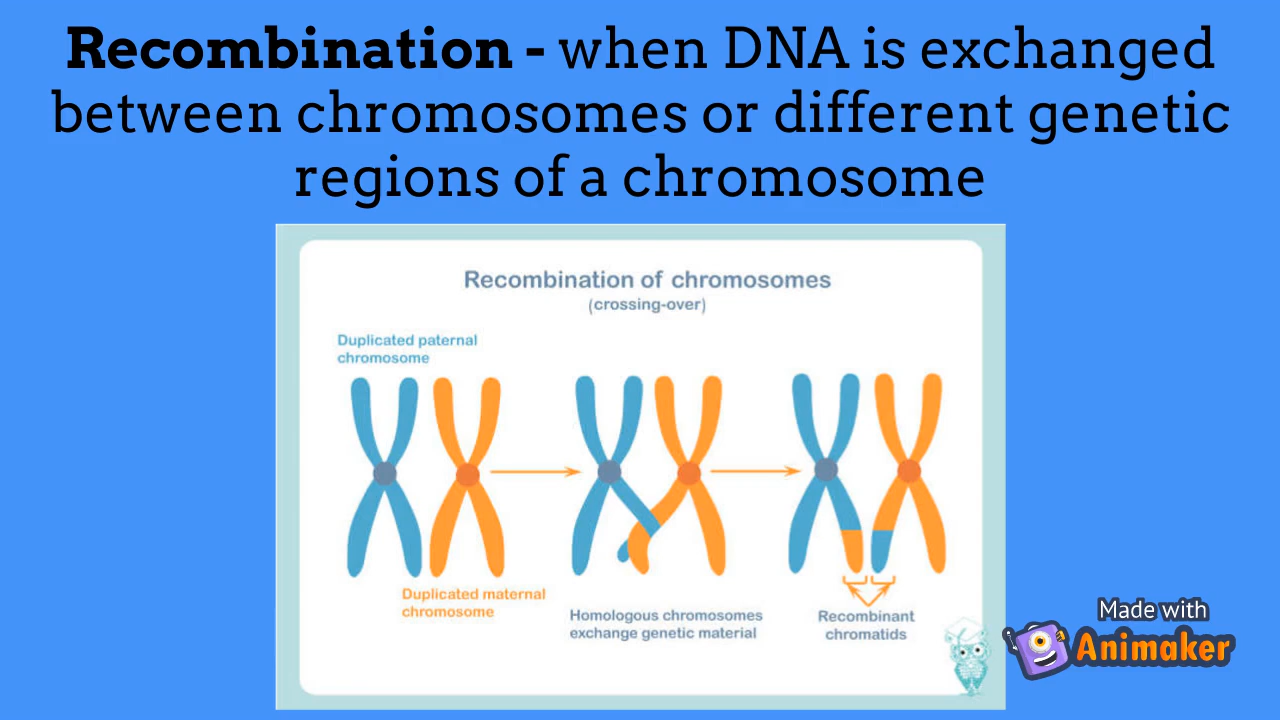 Recombination - when DNA is exchanged
between chromosomes or different genetic
regions of a chromosome
Recombination of chromosomes
(crossing-over)
Duplicated paternal
chromosome
Duplicated maternal
chromosome
Homologous chromosomes
exchange genetic material
Recombinant
chromatids
Made with
Animaker